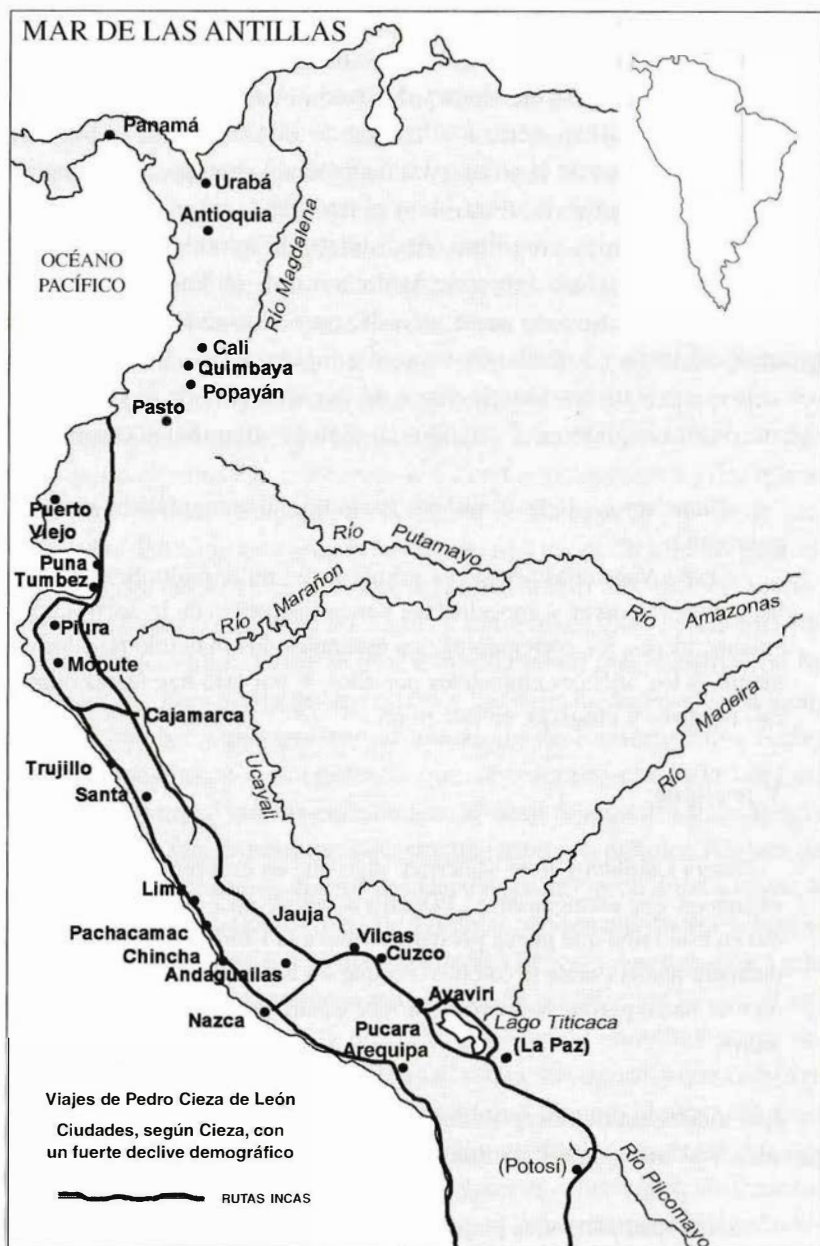 MAR DE LAS ANTILLAS
Panamá
Urabá
Antioquia
Río Magdalena
OCÉANO
PACÍFICO
Cali
Quimbaya
Popayán
Pasto
Puerto
Viejo
Río Putamayo
Puna
Tumbez
Río Marañon
Río Amazonas
Piura
Mopute
Río Madeira
Cajamarca
Ucayali
Trujillo
Santa
Lima
Jauja
Vilcas
Pachacamac
Cuzco
Chincha
Andaguailas
Avaviri
Nazca
Lago Titicaca
Pucara
(La Paz)
Arequipa
Viajes de Pedro Cieza de León
Ciudades, según Cieza, con
un fuerte declive demográfico
(Potosí)
Río Pilcomayo
RUTAS INCAS